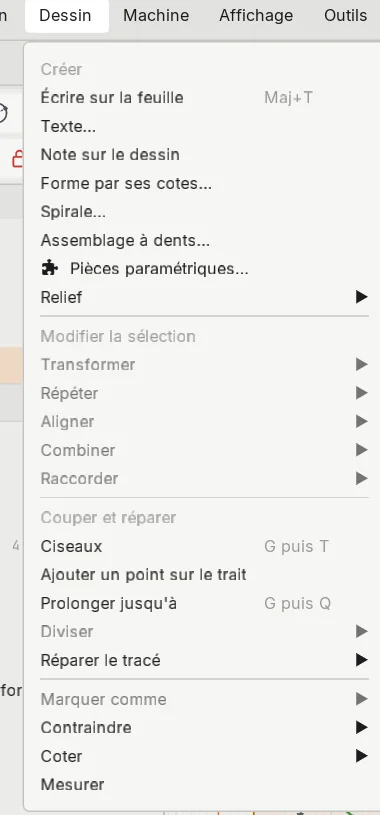 n Dessin Machine Affichage Outils
Créer
Écrire sur la feuille Maj+T
Texte...
Note sur le dessin
Forme par ses cotes...
Spirale...
Assemblage à dents...
Pièces paramétriques...
Relief
Modifier la sélection
Transformer
Répéter
Aligner
Combiner
Raccorder
Couper et réparer
4
Ciseaux G puis T
Ajouter un point sur le trait
Prolonger jusqu'à G puis Q
Diviser
Réparer le tracé
for
Marquer comme
Contraindre
Coter
Mesurer